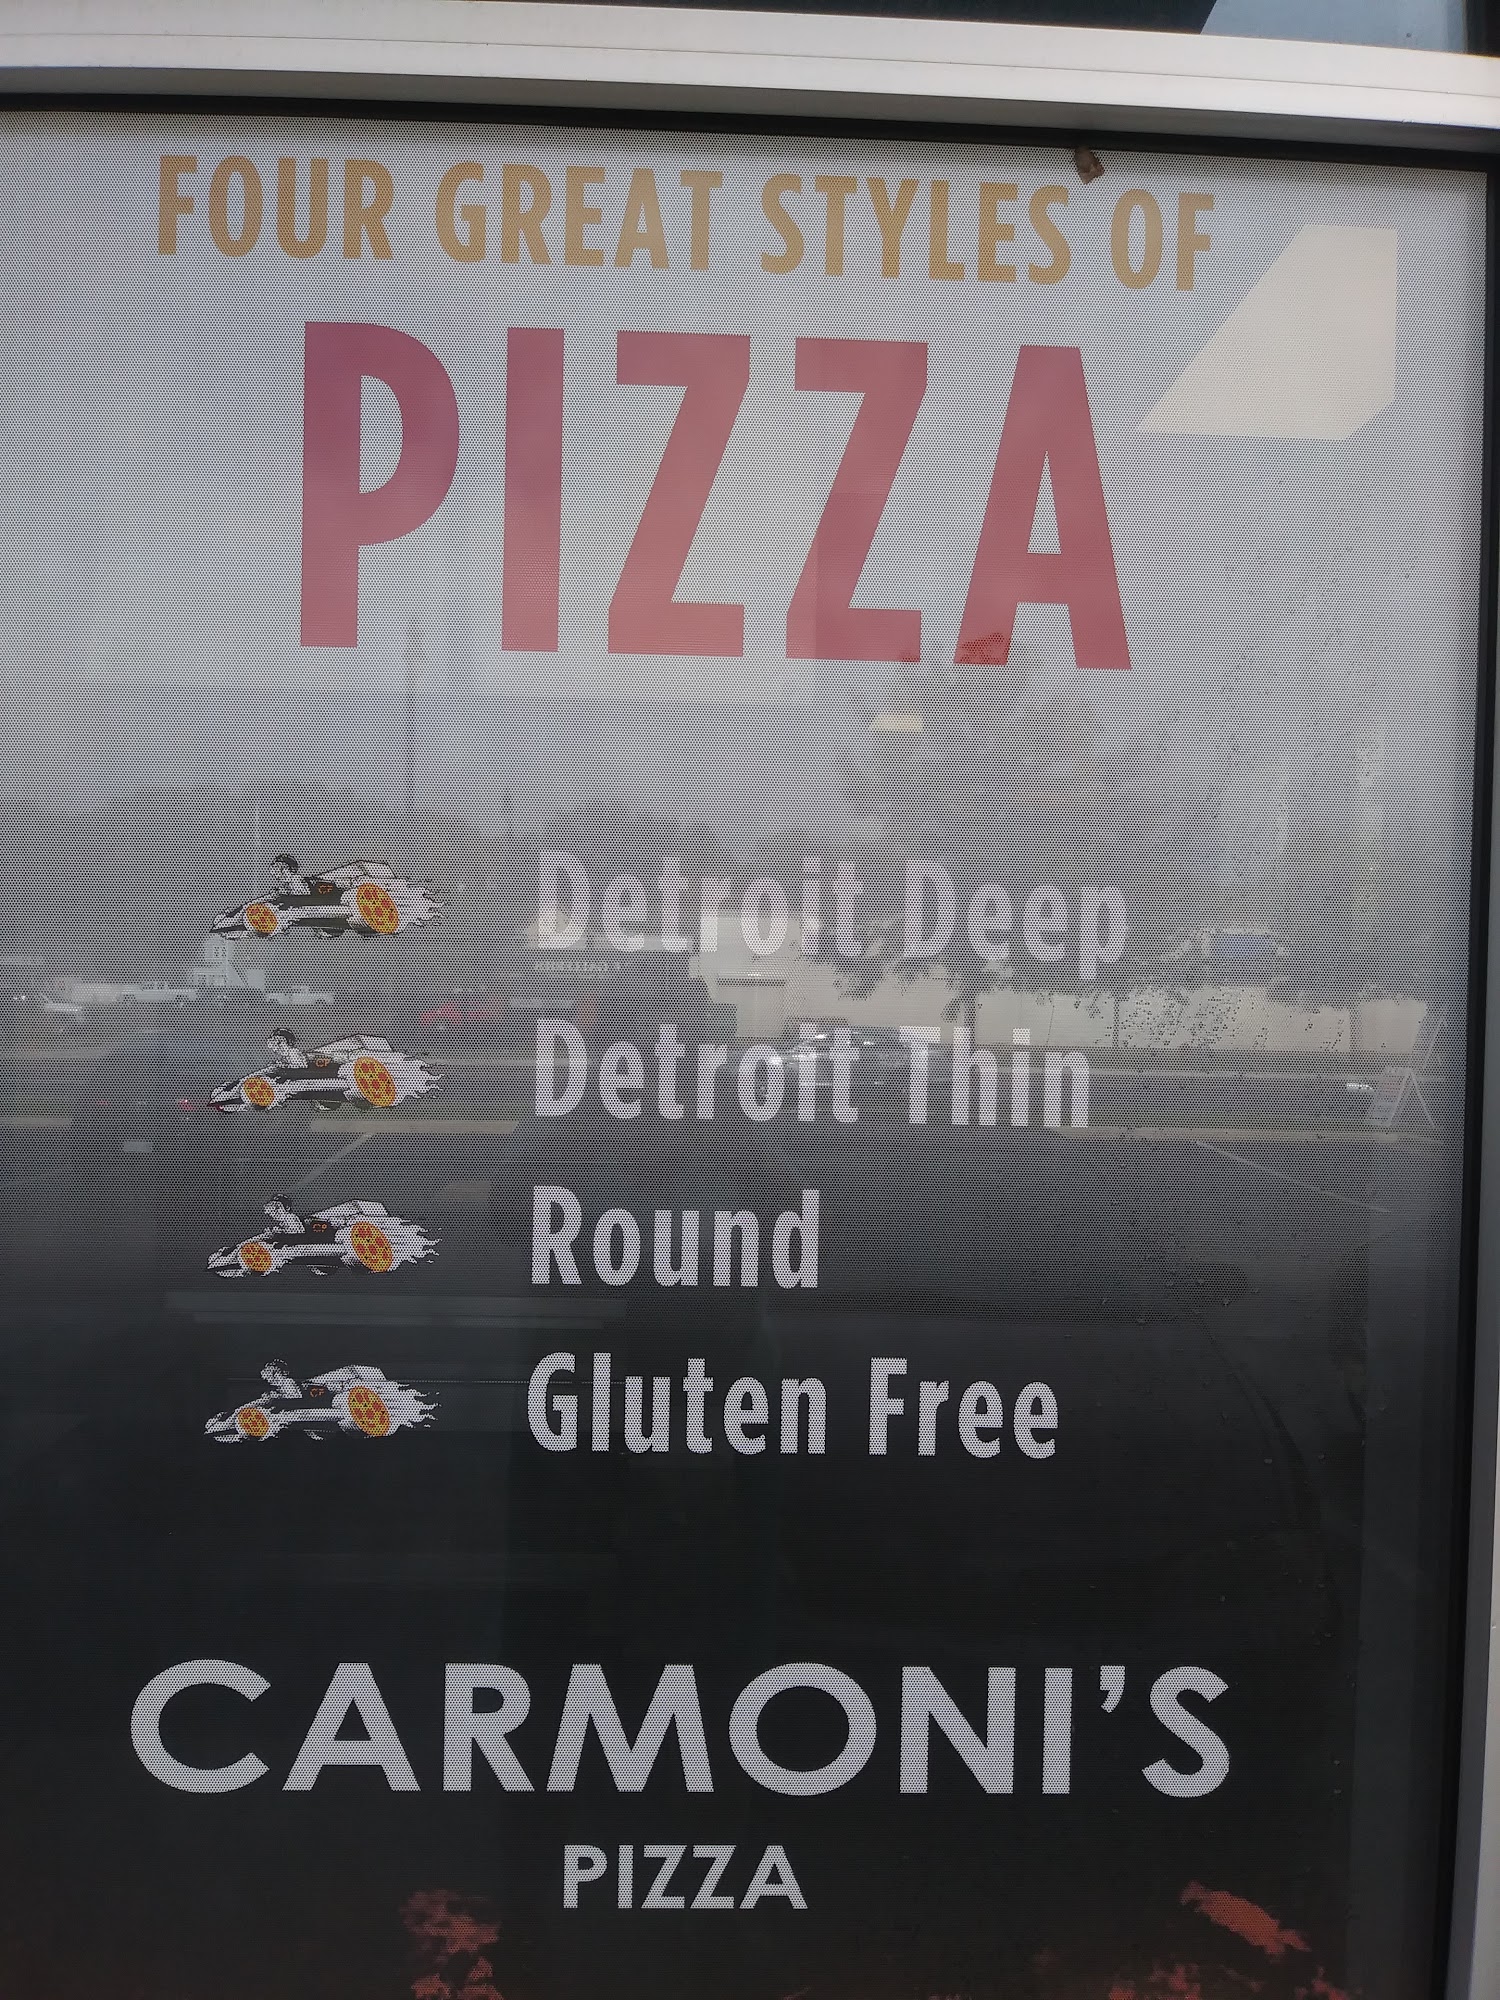 FOUR GREAT STYLES OF
PIZZA
Detroit Deep
Detroit Thin
Round
Gluten Free
CARMONI'S
PIZZA